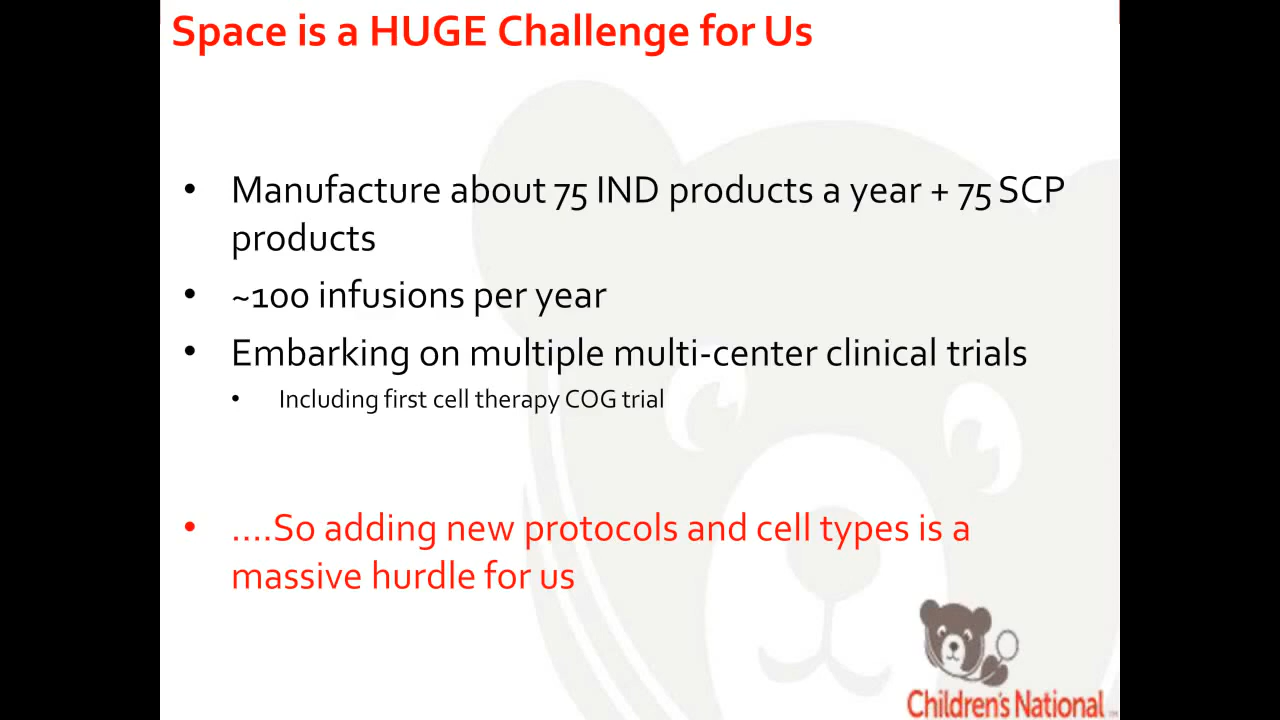 Space is a HUGE Challenge for Us
• Manufacture about 75 IND products a year + 75 SCP
products
• ~100 infusions per year
• Embarking on multiple multi-center clinical trials
• Including first cell therapy COG trial
• ....So adding new protocols and cell types is a
massive hurdle for us
Children's National™